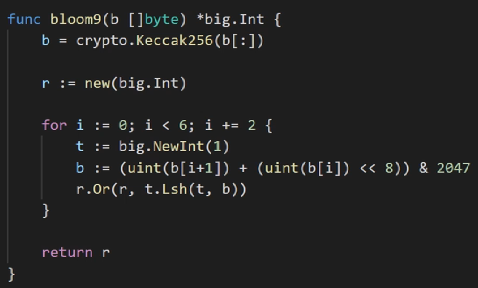 func bloom9(b []byte) *big.Int {
    b = crypto.Keccak256(b[:])
    r := new(big.Int)
    for i := 0; i < 6; i += 2 {
        t := big.NewInt(1)
        b := (uint(b[i+1]) + (uint(b[i]) << 8)) & 2047
        r.Or(r, t.Lsh(t, b))
    }
    return r
}